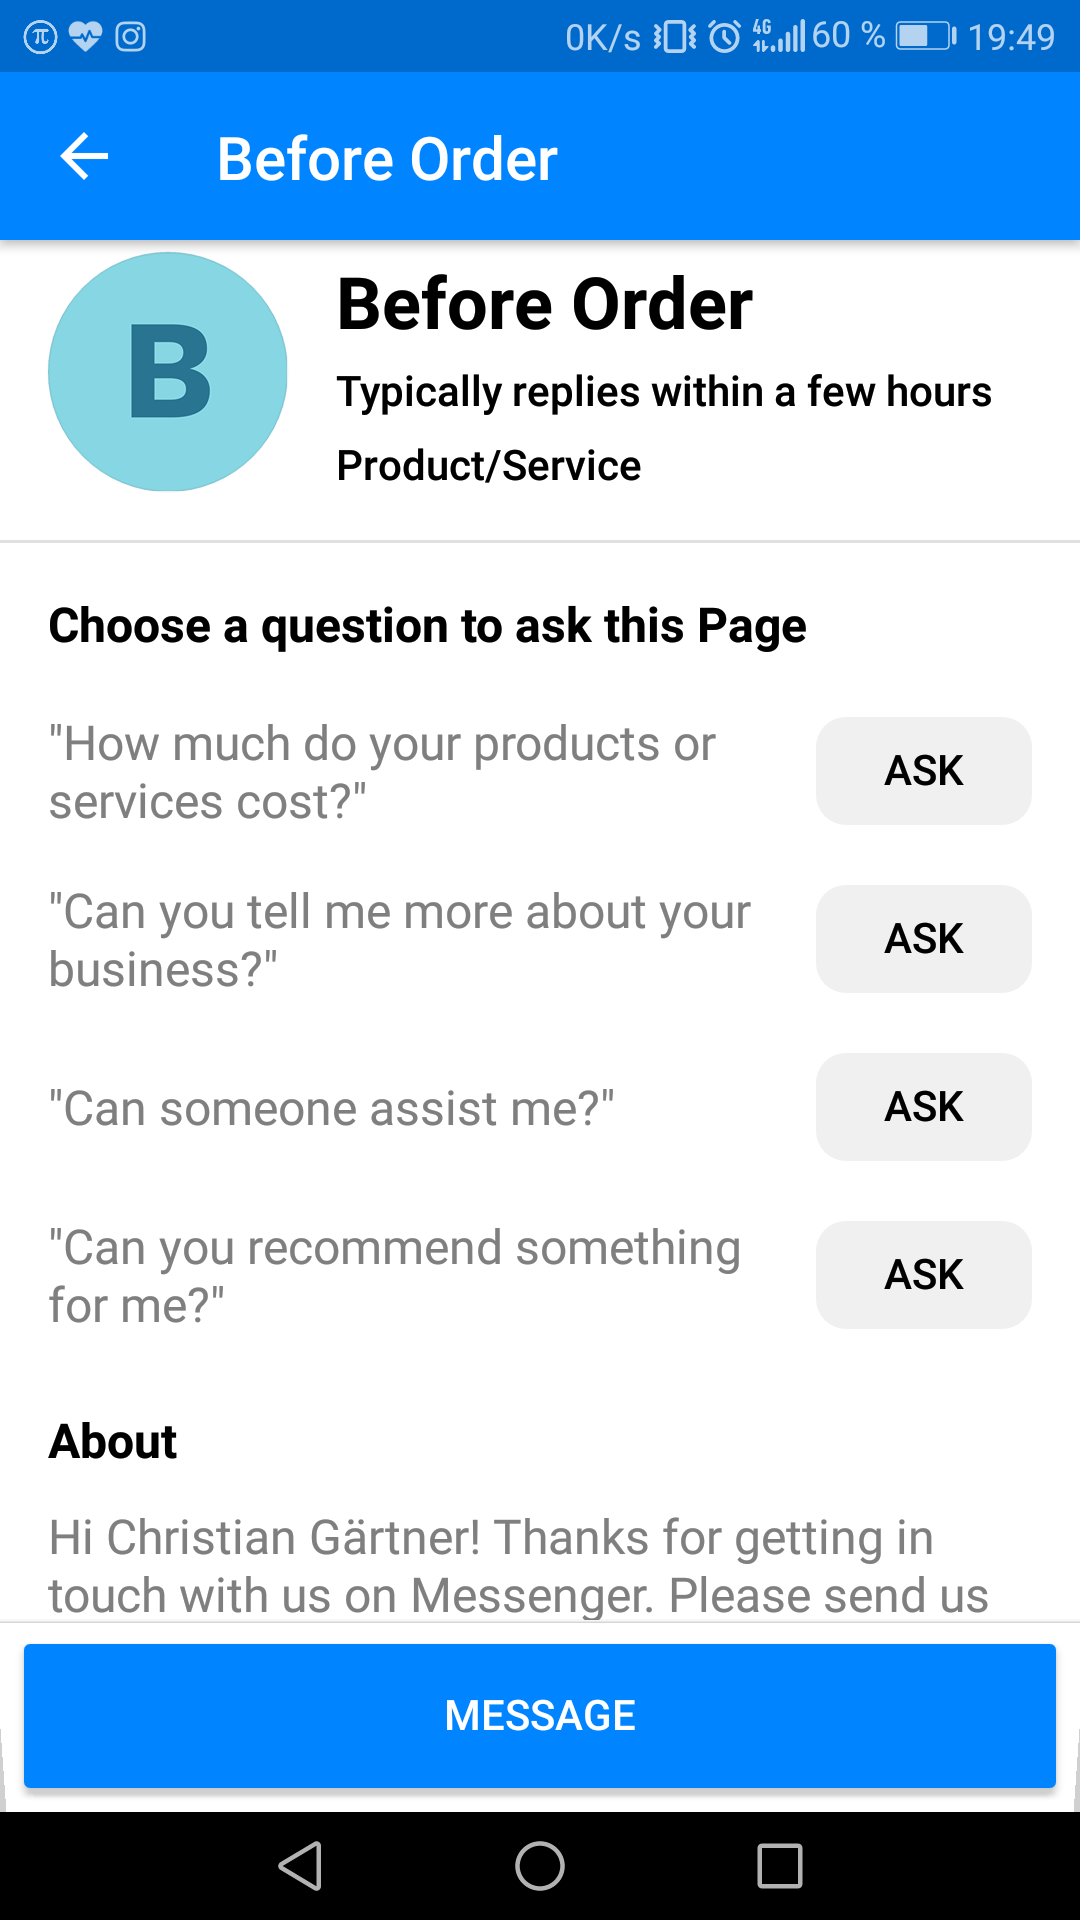 0K/s 4G 60 % 19:49
Before Order
B
Before Order
Typically replies within a few hours
Product/Service
Choose a question to ask this Page
"How much do your products or
services cost?"
ASK
"Can you tell me more about your
business?"
ASK
"Can someone assist me?"
ASK
"Can you recommend something
for me?"
ASK
About
Hi Christian Gärtner! Thanks for getting in
touch with us on Messenger. Please send us
MESSAGE